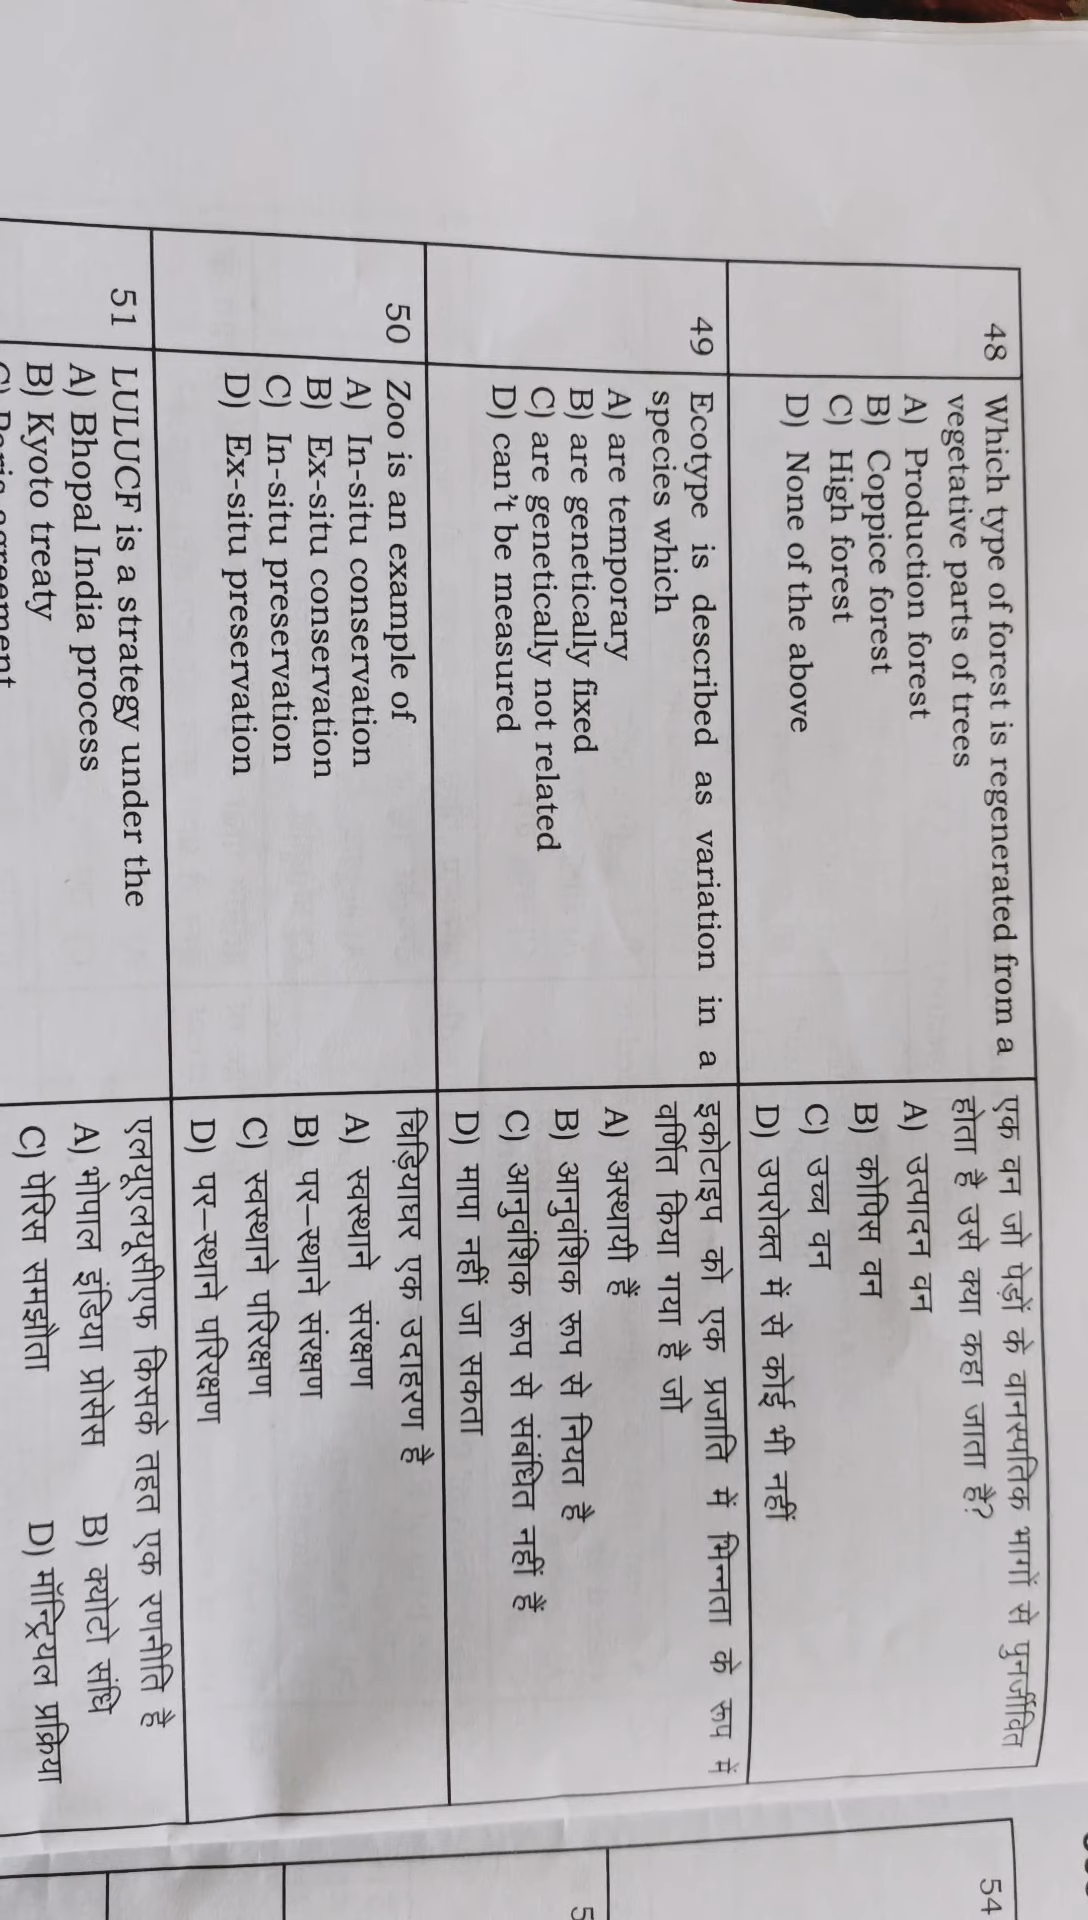 48
Which type of forest is regenerated from a
vegetative parts of trees
A) Production forest
B) Coppice forest
C) High forest
D) None of the above
एक वन जो पेड़ों के वानस्पतिक भागों से पुनर्जीवित
होता है उसे क्या कहा जाता है?
A) उत्पादन वन
B) कोपिस वन
C) उच्च वन
D) उपरोक्त में से कोई भी नहीं
49
Ecotype is described as variation in a
species which
A) are temporary
B) are genetically fixed
C) are genetically not related
D) can't be measured
इकोटाइप को एक प्रजाति में भिन्नता के रूप में
वर्णित किया गया है जो
A) अस्थायी हैं
B) आनुवंशिक रूप से नियत है
C) आनुवंशिक रूप से संबंधित नहीं हैं
D) मापा नहीं जा सकता
50
Zoo is an example of
A) In-situ conservation
B) Ex-situ conservation
C) In-situ preservation
D) Ex-situ preservation
चिड़ियाघर एक उदाहरण है
A) स्वस्थाने संरक्षण
B) पर–स्थाने संरक्षण
C) स्वस्थाने परिरक्षण
D) पर–स्थाने परिरक्षण
51
LULUCF is a strategy under the
A) Bhopal India process
B) Kyoto treaty
C) Paris agreement
एलयूएलयूसीएफ किसके तहत एक रणनीति है
A) भोपाल इंडिया प्रोसेस B) क्योटो संधि
C) पेरिस समझौता D) मॉन्ट्रियल प्रक्रिया
54